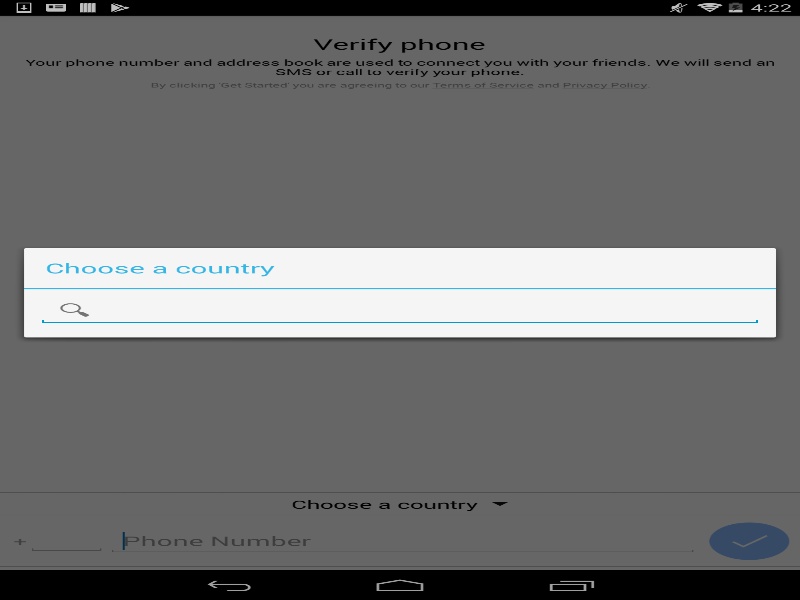 4:22
Verify phone
Your phone number and address book are used to connect you with your friends. We will send an
SMS or call to verify your phone.
By clicking 'Get Started' you are agreeing to our Terms of Service and Privacy Policy.
Choose a country
Choose a country
+
Phone Number